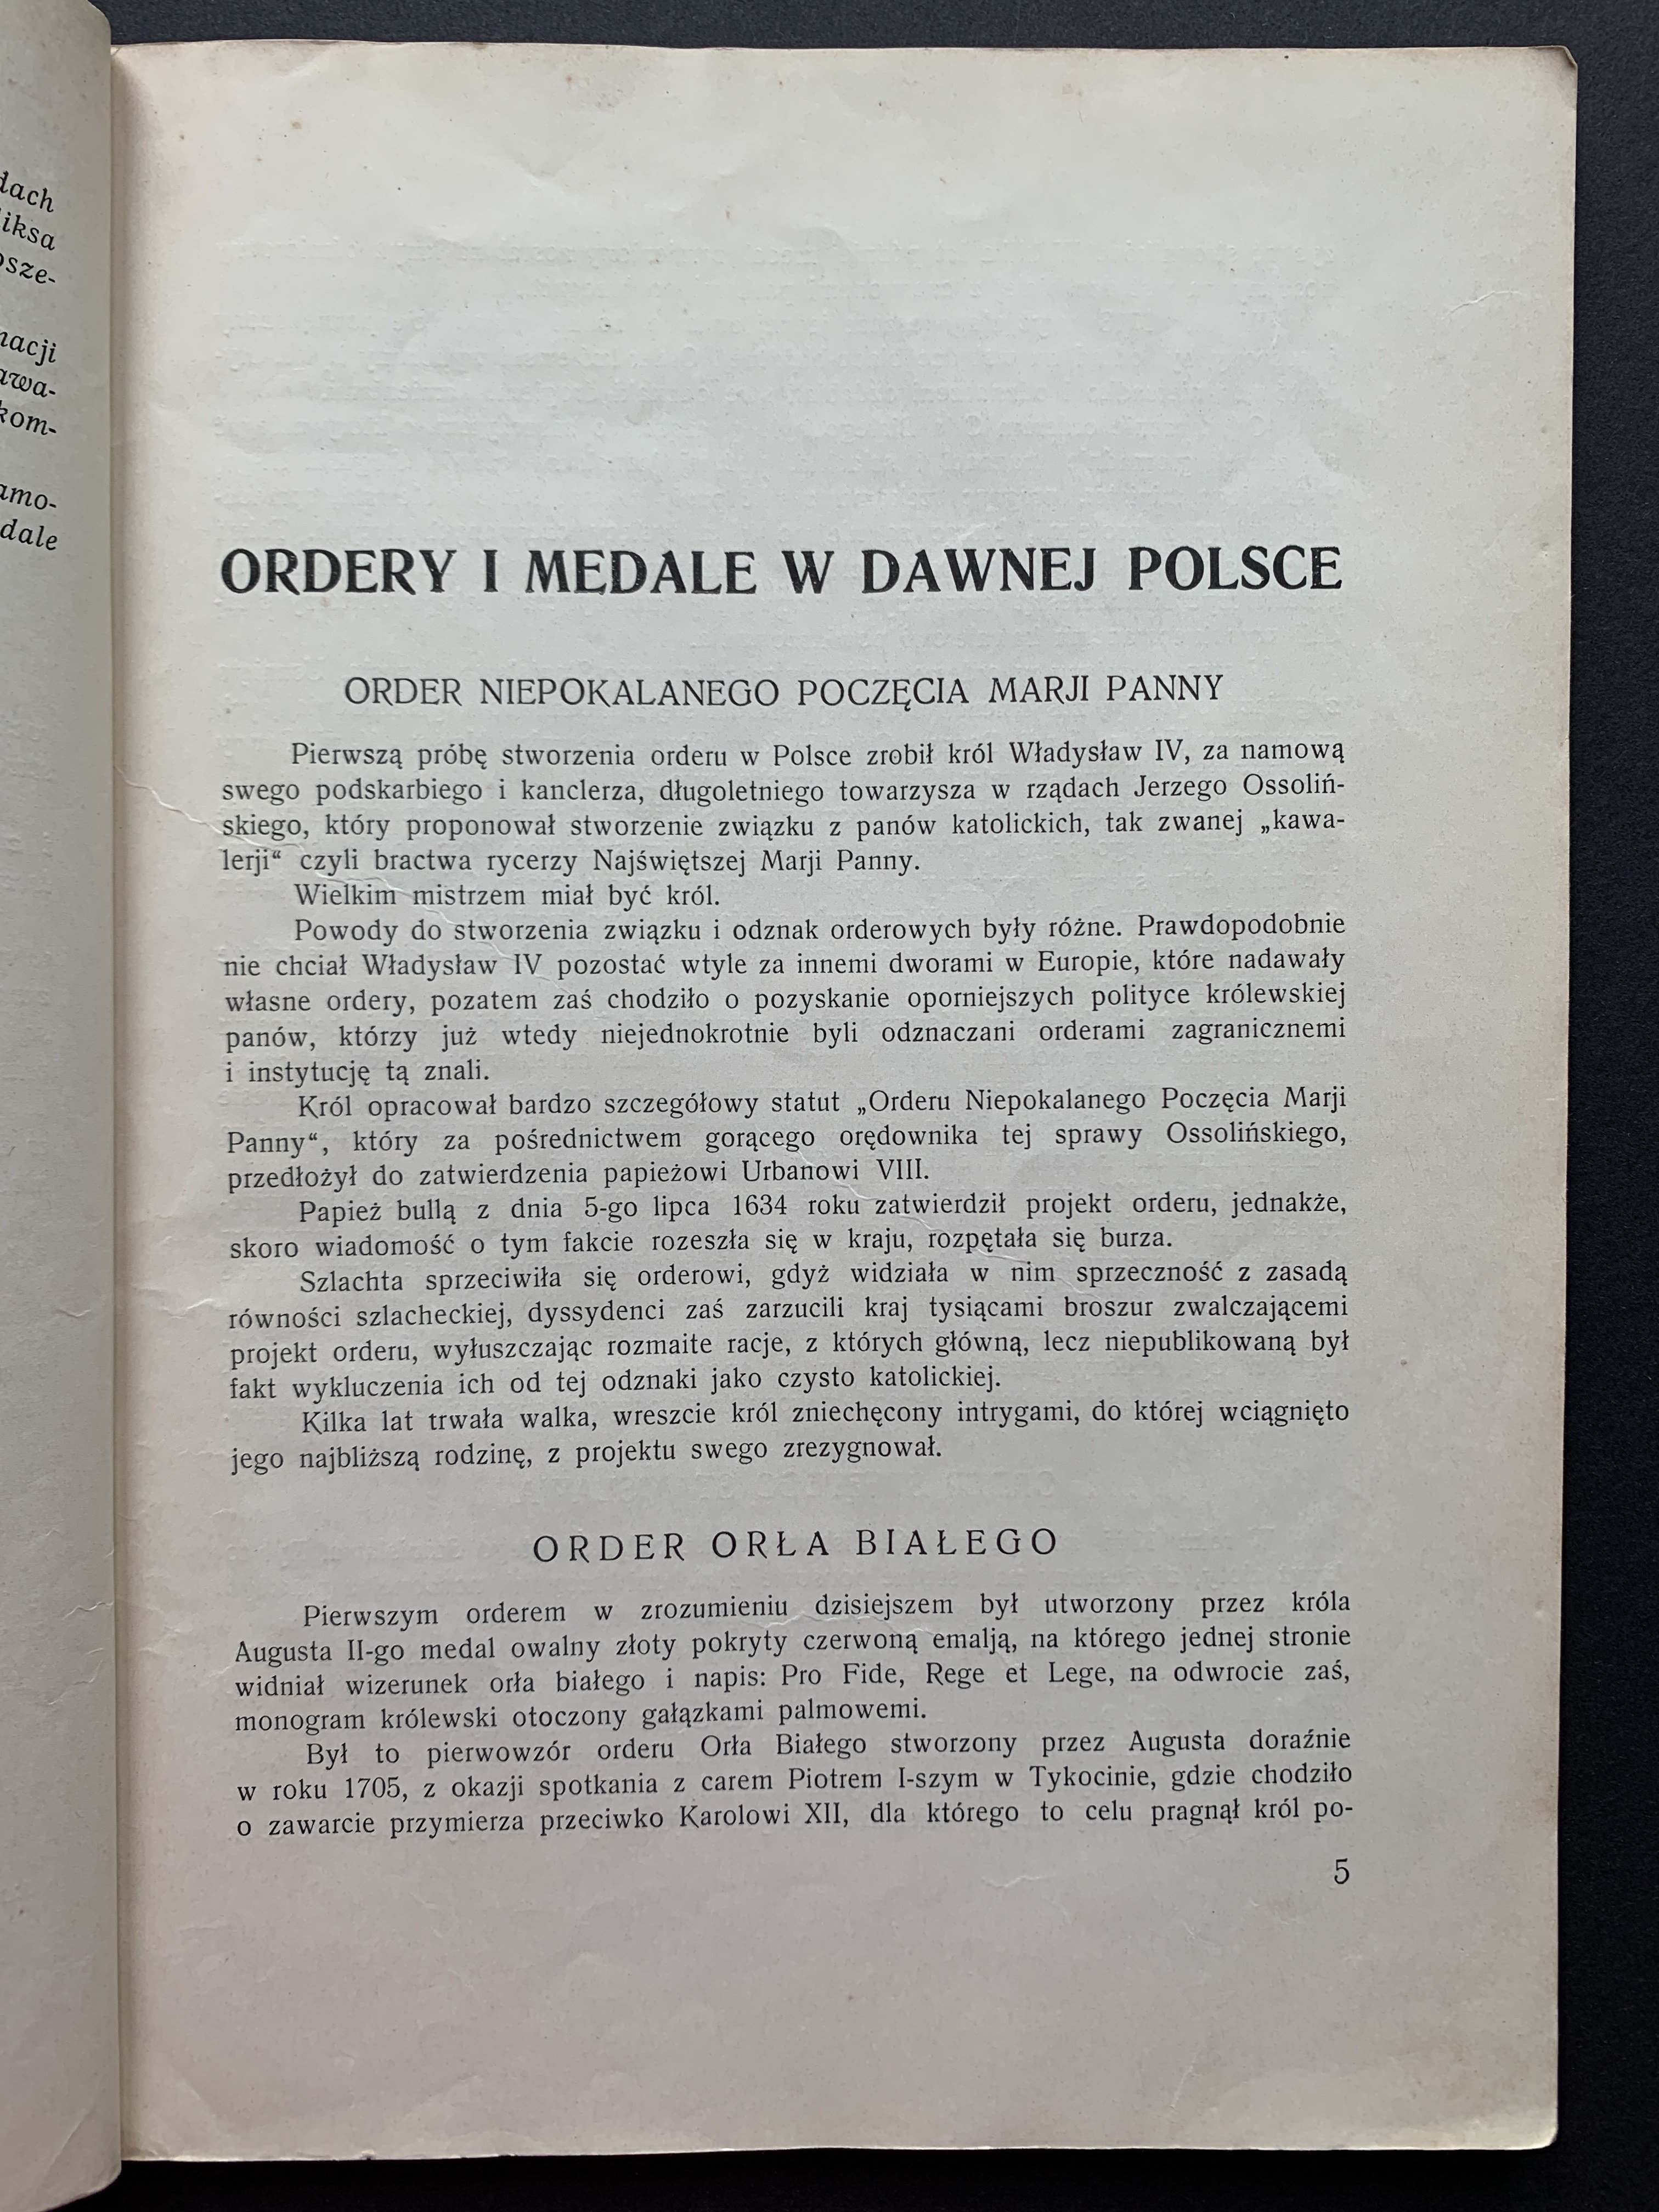 dach
iksa
osze-
macji
awa-
kom-
amo-
dale
ORDERY I MEDALE W DAWNEJ POLSCE
ORDER NIEPOKALANEGO POCZĘCIA MARJI PANNY
Pierwszą próbę stworzenia orderu w Polsce zrobił król Władysław IV, za namową
swego podskarbiego i kanclerza, długoletniego towarzysza w rządach Jerzego Ossoliń-
skiego, który proponował stworzenie związku z panów katolickich, tak zwanej „kawa-
lerji“ czyli bractwa rycerzy Najświętszej Marji Panny.
Wielkim mistrzem miał być król.
Powody do stworzenia związku i odznak orderowych były różne. Prawdopodobnie
nie chciał Władysław IV pozostać wtyle za innemi dworami w Europie, które nadawały
własne ordery, pozatem zaś chodziło o pozyskanie oporniejszych polityce królewskiej
panów, którzy już wtedy niejednokrotnie byli odznaczani orderami zagranicznemi
i instytucję tą znali.
Król opracował bardzo szczegółowy statut „Orderu Niepokalanego Poczęcia Marji
Panny“, który za pośrednictwem gorącego orędownika tej sprawy Ossolińskiego,
przedłożył do zatwierdzenia papieżowi Urbanowi VIII.
Papież bullą z dnia 5-go lipca 1634 roku zatwierdził projekt orderu, jednakże,
skoro wiadomość o tym fakcie rozeszła się w kraju, rozpętała się burza.
Szlachta sprzeciwiła się orderowi, gdyż widziała w nim sprzeczność z zasadą
równości szlacheckiej, dyssydenci zaś zarzucili kraj tysiącami broszur zwalczającemi
projekt orderu, wyłuszczając rozmaite racje, z których główną, lecz niepublikowaną był
fakt wykluczenia ich od tej odznaki jako czysto katolickiej.
Kilka lat trwała walka, wreszcie król zniechęcony intrygami, do której wciągnięto
jego najbliższą rodzinę, z projektu swego zrezygnował.
ORDER ORŁA BIAŁEGO
Pierwszym orderem w zrozumieniu dzisiejszem był utworzony przez króla
Augusta II-go medal owalny złoty pokryty czerwoną emalją, na którego jednej stronie
widniał wizerunek orła białego i napis: Pro Fide, Rege et Lege, na odwrocie zaś,
monogram królewski otoczony gałązkami palmowemi.
Był to pierwowzór orderu Orła Białego stworzony przez Augusta doraźnie
w roku 1705, z okazji spotkania z carem Piotrem I-szym w Tykocinie, gdzie chodziło
o zawarcie przymierza przeciwko Karolowi XII, dla którego to celu pragnął król po-
5